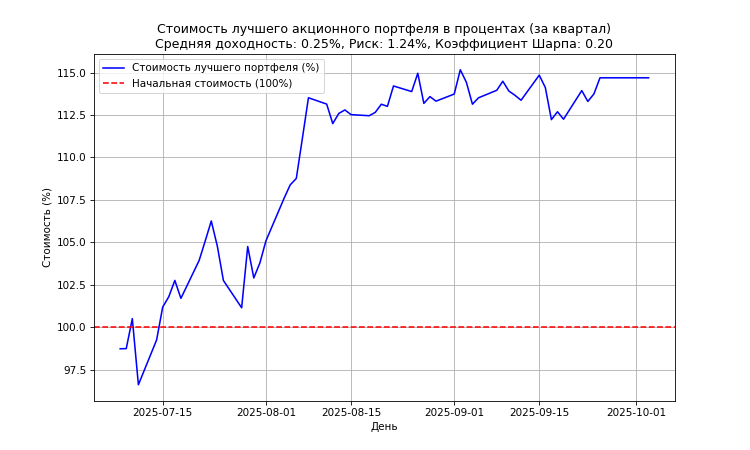 Стоимость лучшего акционного портфеля в процентах (за квартал)
Средняя доходность: 0.25%, Риск: 1.24%, Коэффициент Шарпа: 0.20
Стоимость лучшего портфеля (%)
Начальная стоимость (100%)
Стоимость (%)
115.0
112.5
110.0
107.5
105.0
102.5
100.0
97.5
2025-07-15
2025-08-01
2025-08-15
2025-09-01
2025-09-15
2025-10-01
День